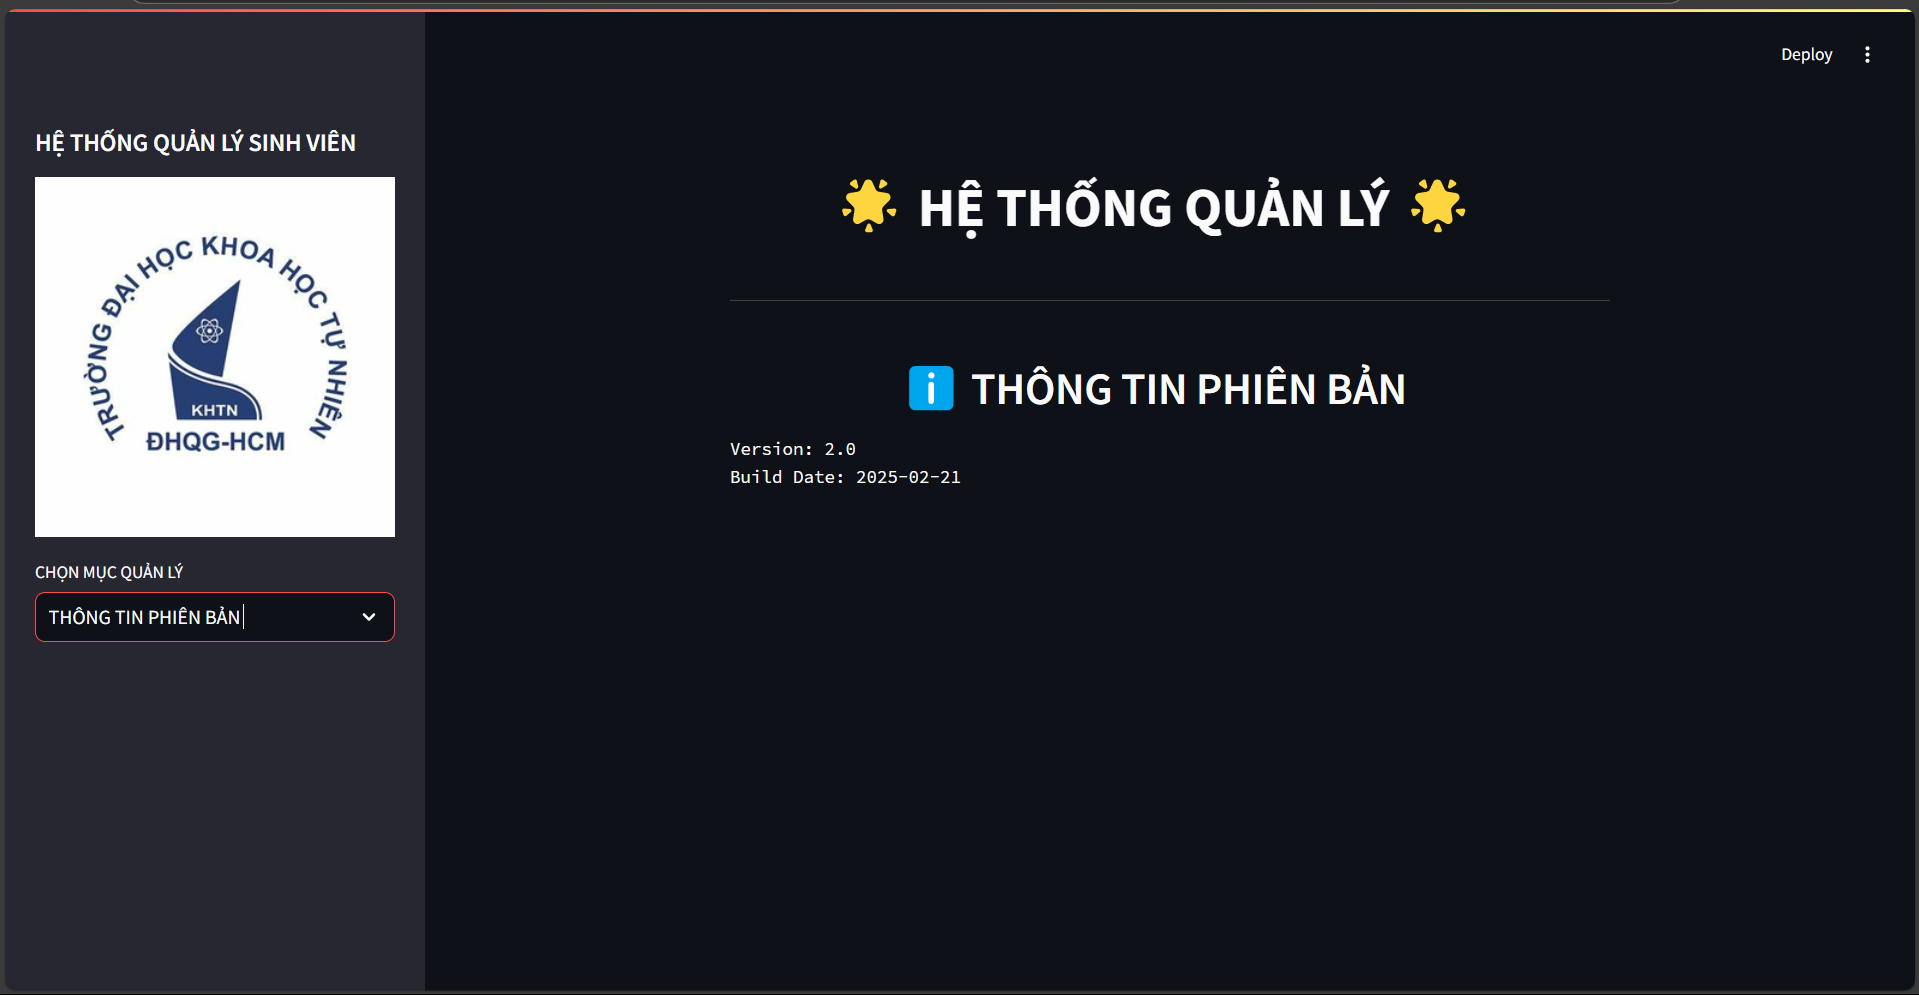 Deploy
HỆ THỐNG QUẢN LÝ SINH VIÊN
TRƯỜNG ĐẠI HỌC KHOA HỌC TỰ NHIÊN
KHTN
ĐHQG-HCM
CHỌN MỤC QUẢN LÝ
THÔNG TIN PHIÊN BẢN
🌟 HỆ THỐNG QUẢN LÝ 🌟
ℹ️ THÔNG TIN PHIÊN BẢN
Version: 2.0
Build Date: 2025-02-21